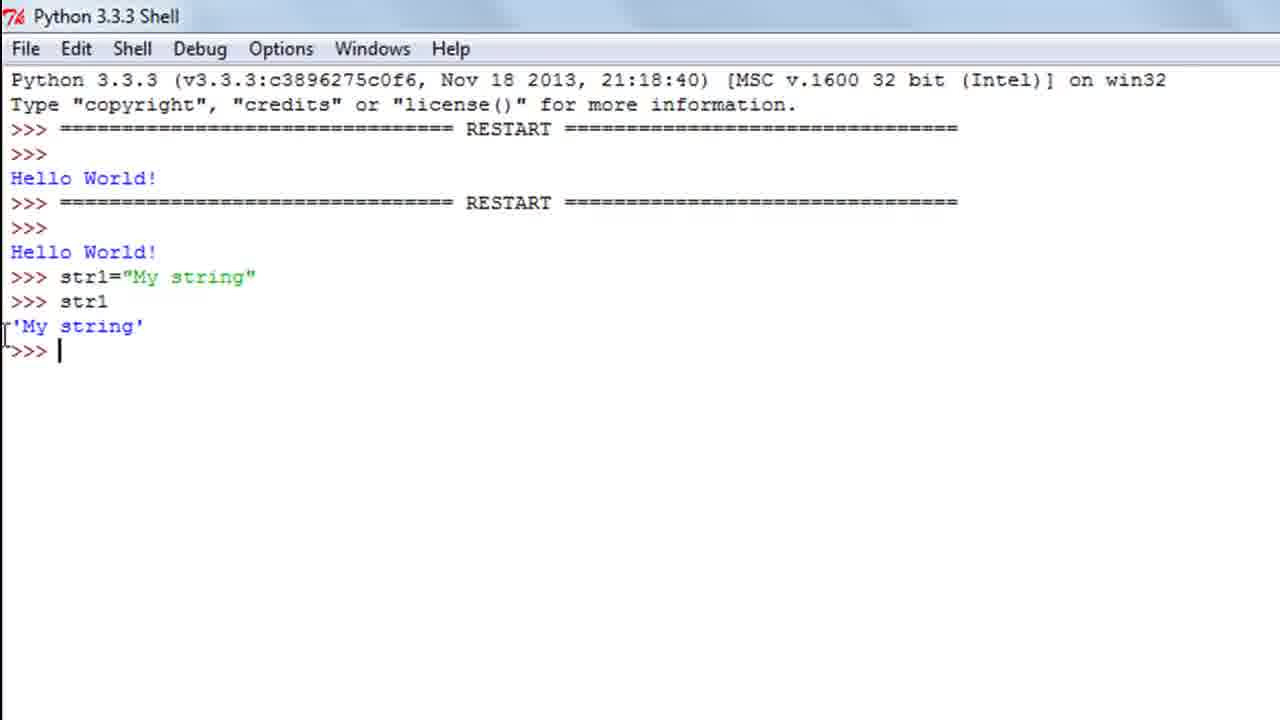 Python 3.3.3 Shell
File Edit Shell Debug Options Windows Help
Python 3.3.3 (v3.3.3:c3896275c0f6, Nov 18 2013, 21:18:40) [MSC v.1600 32 bit (Intel)] on win32
Type "copyright", "credits" or "license()" for more information.
>>> ================================ RESTART ================================
>>>
Hello World!
>>> ================================ RESTART ================================
>>>
Hello World!
>>> str1="My string"
>>> str1
'My string'
>>>